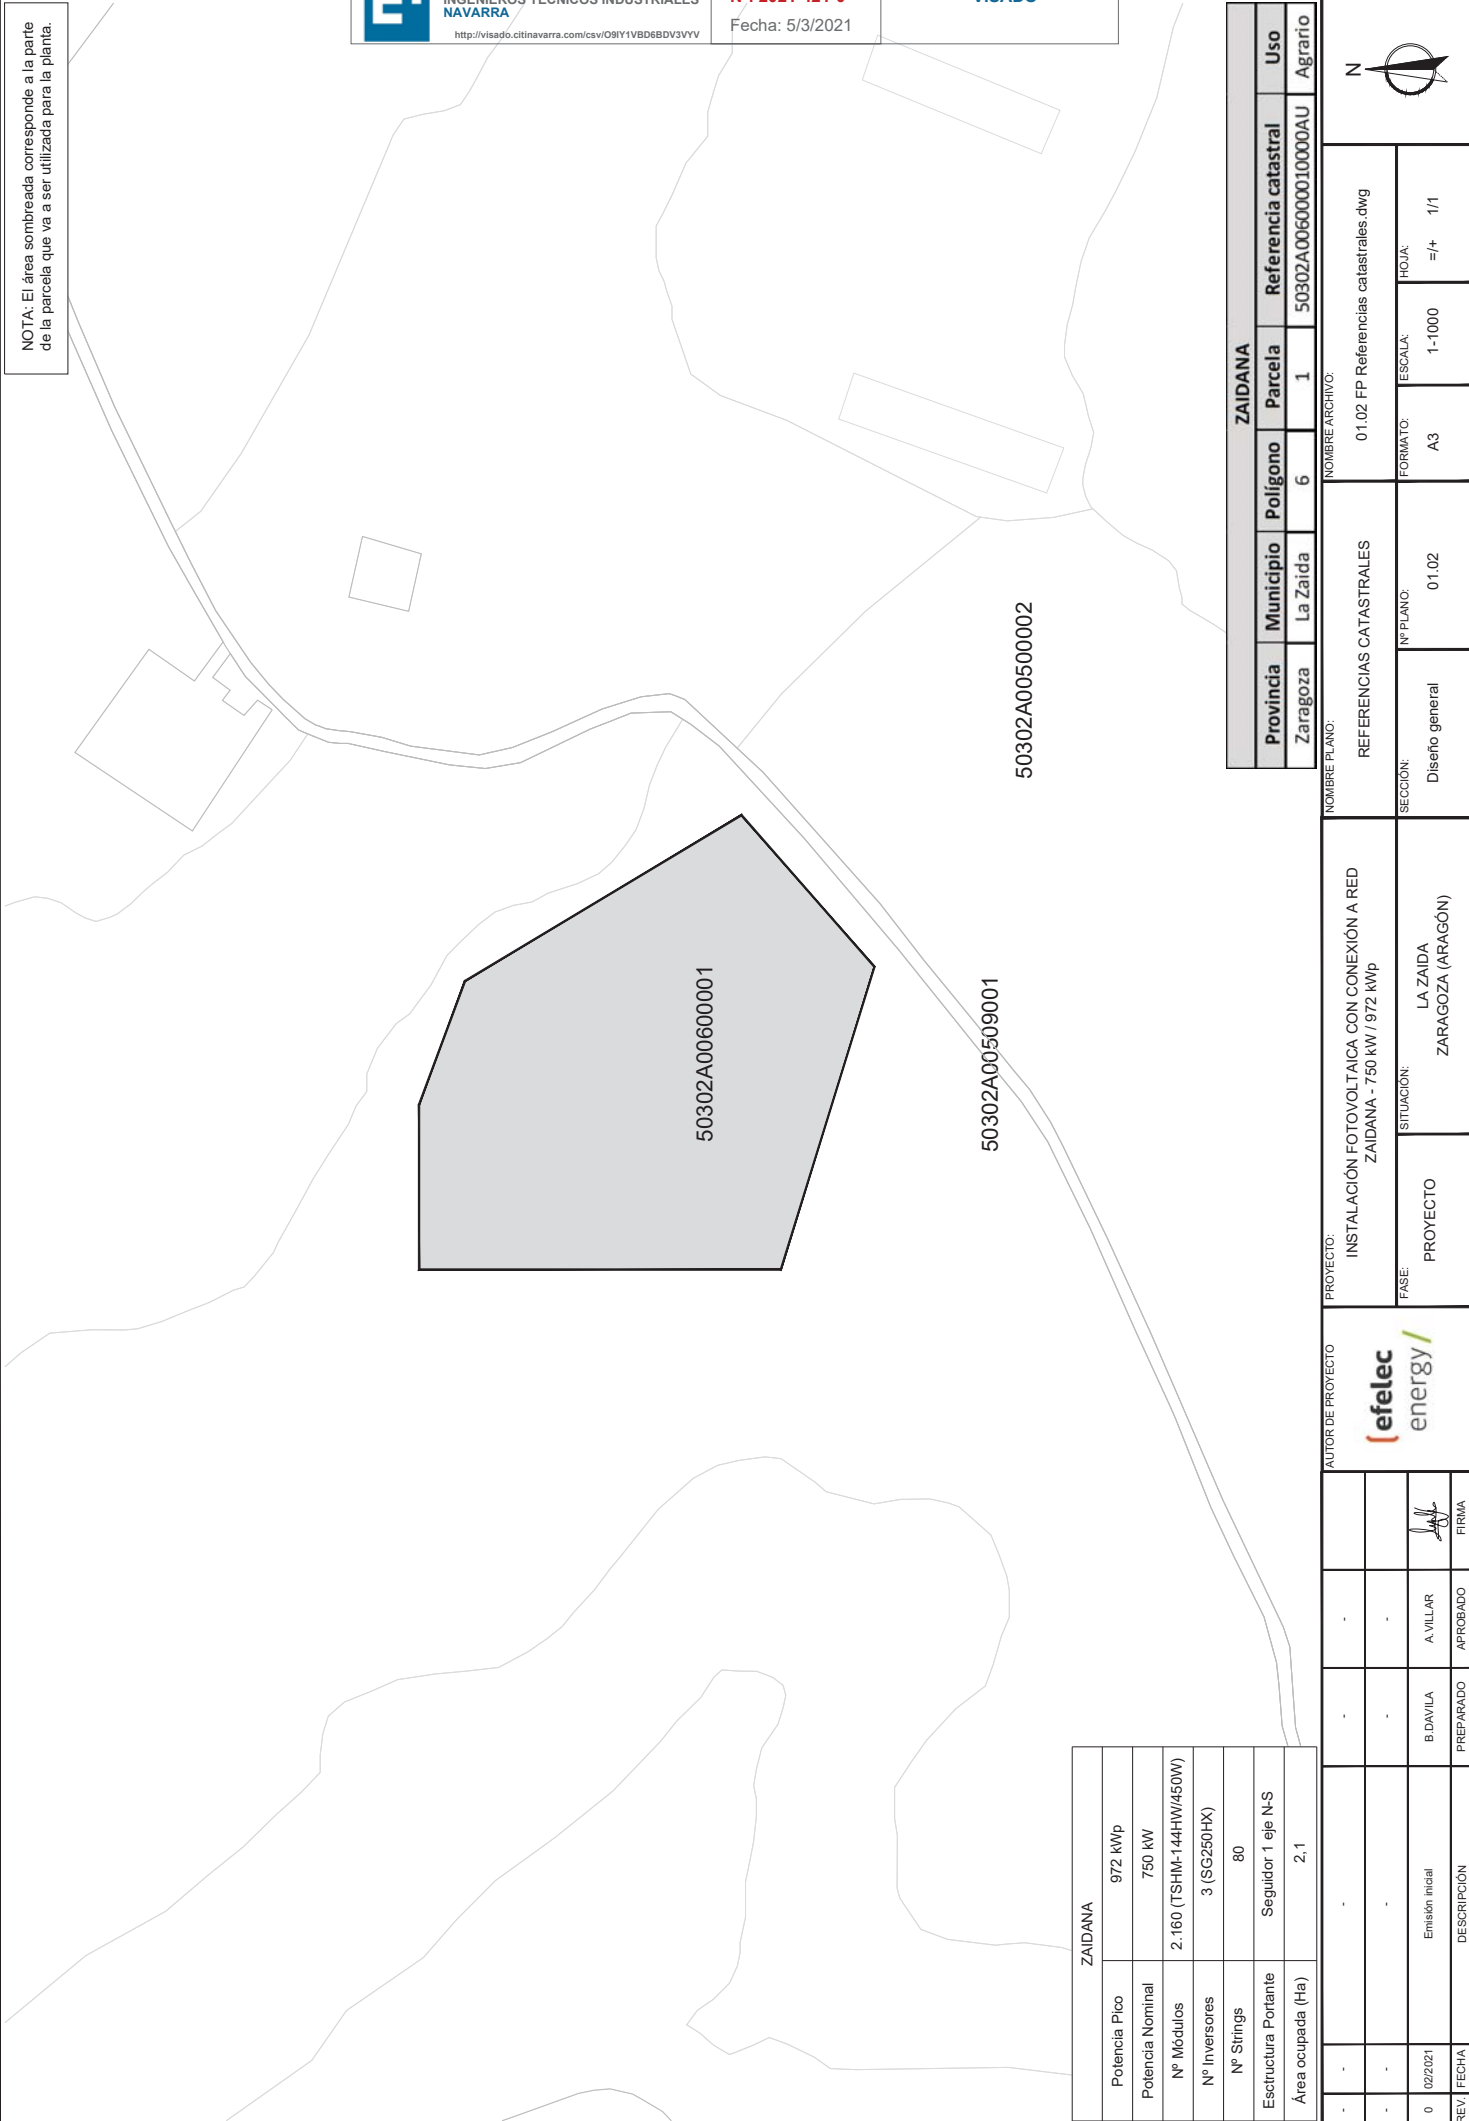 INGENIEROS TÉCNICOS INDUSTRIALES
NAVARRA
http://visado.citinavarra.com/csv/O9IY1VBD6BDV3VYV
Fecha: 5/3/2021
VISADO
NOTA: El área sombreada corresponde a la parte
de la parcela que va a ser utilizada para la planta.
50302A00600001
50302A00509001
50302A00500002
ZAIDANA
Potencia Pico 972 kWp
Potencia Nominal 750 kW
Nº Módulos 2.160 (TSHM-144HW/450W)
Nº Inversores 3 (SG250HX)
Nº Strings 80
Esctructura Portante Seguidor 1 eje N-S
Área ocupada (Ha) 2,1
ZAIDANA
Provincia Municipio Polígono Parcela Referencia catastral Uso
Zaragoza La Zaida 6 1 50302A006000010000AU Agrario
- - - - -
- - - - -
0 02/2021 Emisión inicial B.DAVILA A.VILLAR
REV. FECHA DESCRIPCIÓN PREPARADO APROBADO FIRMA
AUTOR DE PROYECTO
efelec
energy
PROYECTO:
INSTALACIÓN FOTOVOLTAICA CON CONEXIÓN A RED
ZAIDANA - 750 kW / 972 kWp
FASE:
PROYECTO
SITUACIÓN:
LA ZAIDA
ZARAGOZA (ARAGÓN)
NOMBRE PLANO:
REFERENCIAS CATASTRALES
SECCIÓN:
Diseño general
Nº PLANO:
01.02
NOMBRE ARCHIVO:
01.02 FP Referencias catastrales.dwg
FORMATO:
A3
ESCALA:
1-1000
HOJA:
=/+ 1/1
N